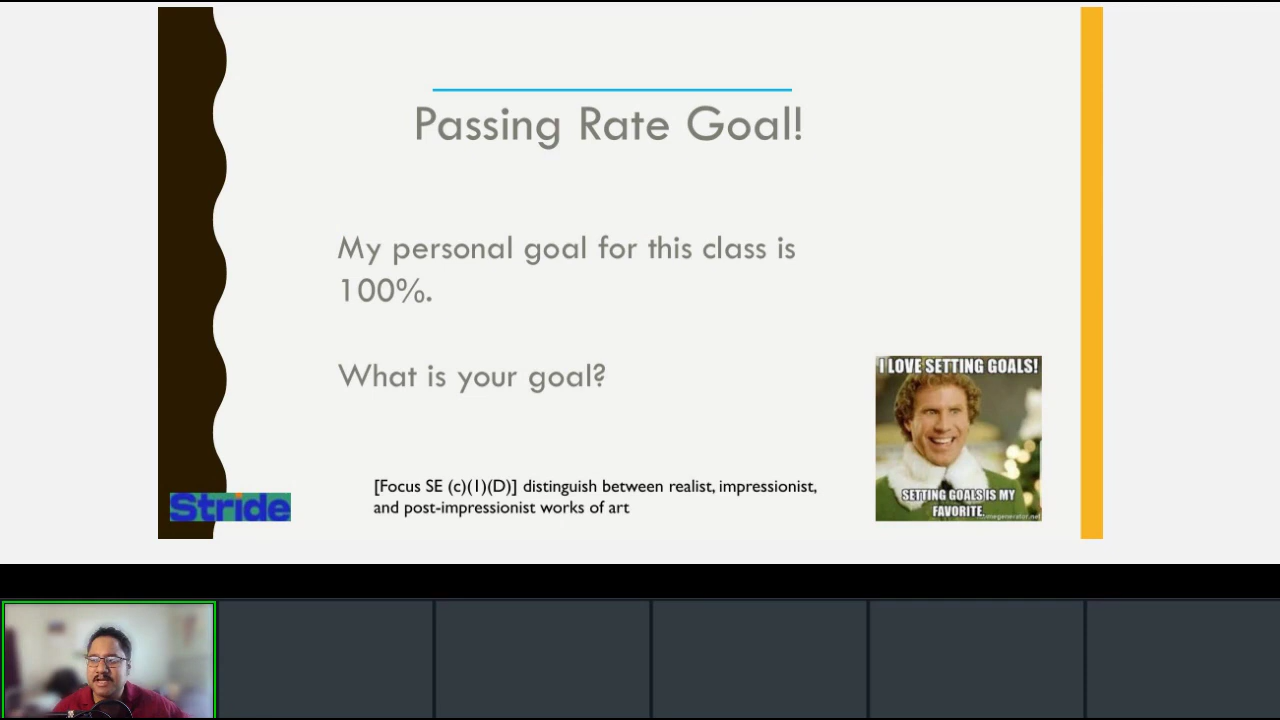 Passing Rate Goal!
My personal goal for this class is
100%.
What is your goal?
I LOVE SETTING GOALS!
SETTING GOALS IS MY
FAVORITE.
[Focus SE (c)(1)(D)] distinguish between realist, impressionist,
and post-impressionist works of art
Stride